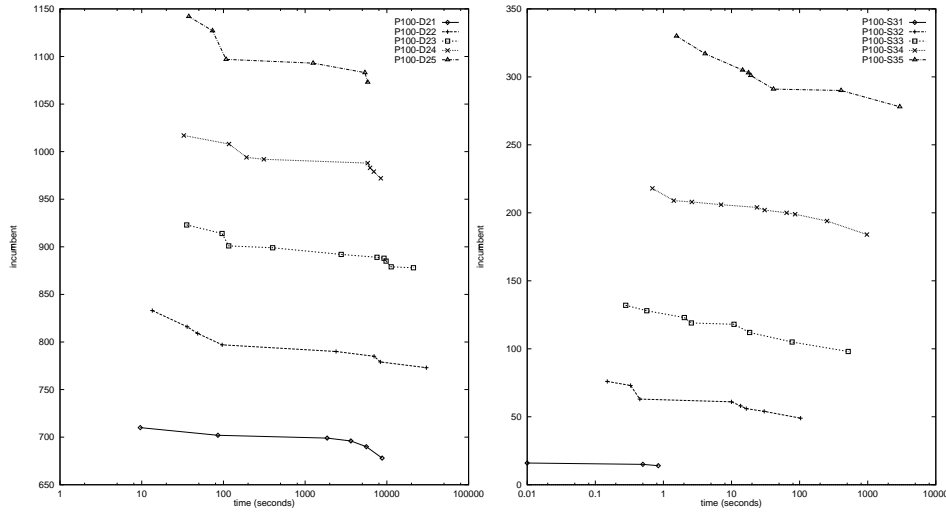 1150
1100
1050
1000
950
900
850
800
750
700
650
incumbent
1
10
100
1000
10000
100000
time (seconds)
P100-D21
P100-D22
P100-D23
P100-D24
P100-D25
350
300
250
200
150
100
50
0
incumbent
0.01
0.1
1
10
100
1000
10000
time (seconds)
P100-S31
P100-S32
P100-S33
P100-S34
P100-S35